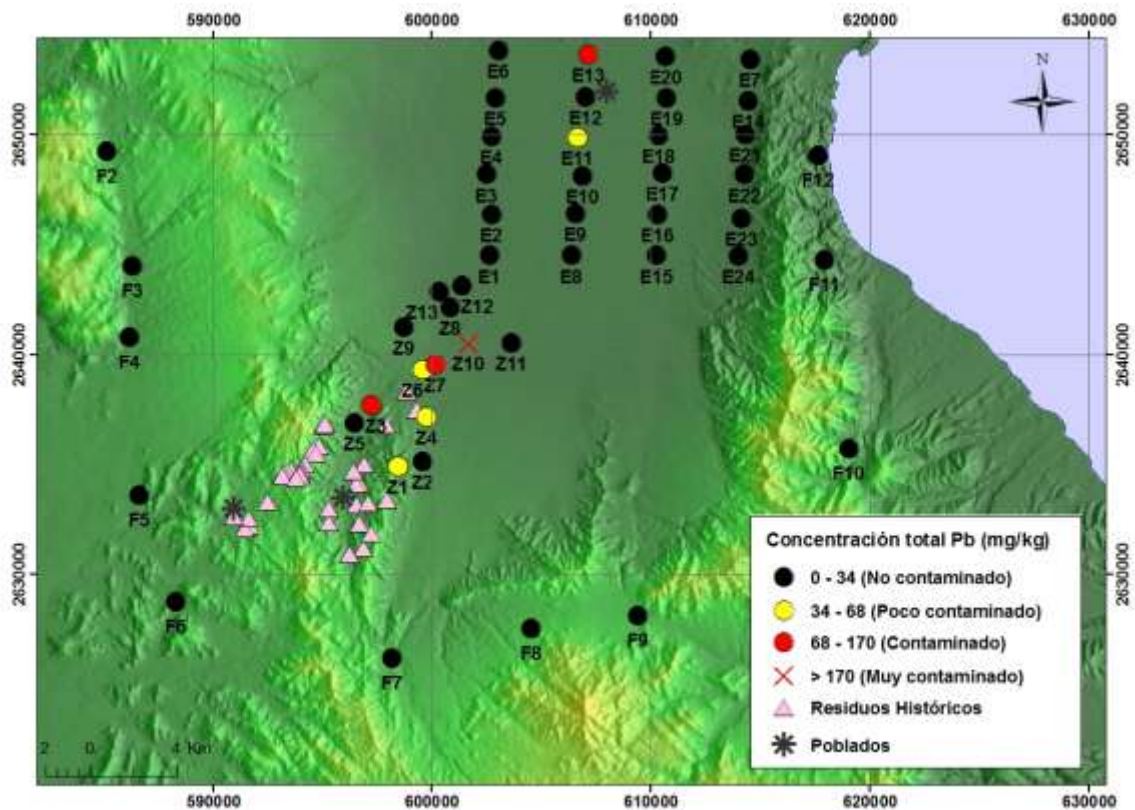 590000 600000 610000 620000 630000
N
E6 E13 E20 E7
E5 E12 E19 E14
2650000 2650000
E4 E11 E18 E21
F2 F12
E3 E10 E17 E22
E2 E9 E16 E23
F3 E1 E8 E15 E24 F11
Z13 Z12
Z8
F4 Z9 Z10 Z11
2640000 2640000
Z6 Z7
Z5 Z3 Z4
F10
Z1 Z2
F5
2630000 2630000
F6
F8 F9
F7
Concentración total Pb (mg/kg)
0 - 34 (No contaminado)
34 - 68 (Poco contaminado)
68 - 170 (Contaminado)
> 170 (Muy contaminado)
Residuos Históricos
Poblados
2 0 4 Km
590000 600000 610000 620000 630000